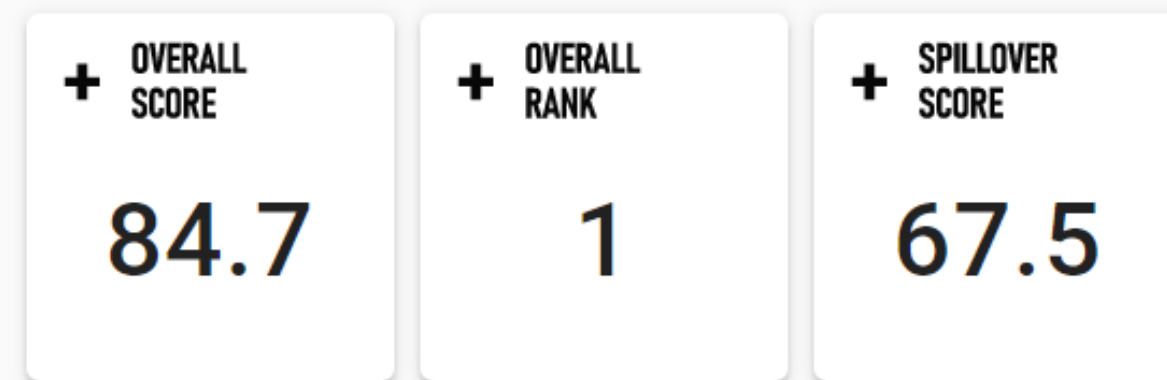 + OVERALL
SCORE
84.7
+ OVERALL
RANK
1
+ SPILLOVER
SCORE
67.5